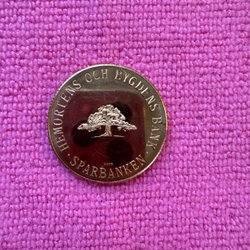 HEMORTENS OCH BYGDENS BANK
· SPARBANKEN ·